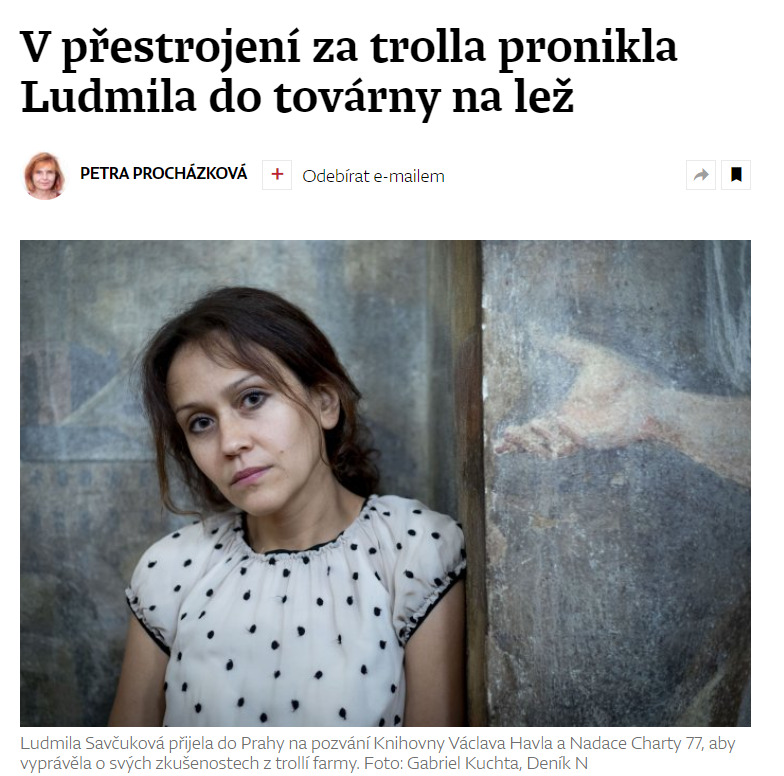 V přestrojení za trolla pronikla
Ludmila do továrny na lež
PETRA PROCHÁZKOVÁ + Odebírat e-mailem
Ludmila Savčuková přijela do Prahy na pozvání Knihovny Václava Havla a Nadace Charty 77, aby
vyprávěla o svých zkušenostech z trollí farmy. Foto: Gabriel Kuchta, Deník N